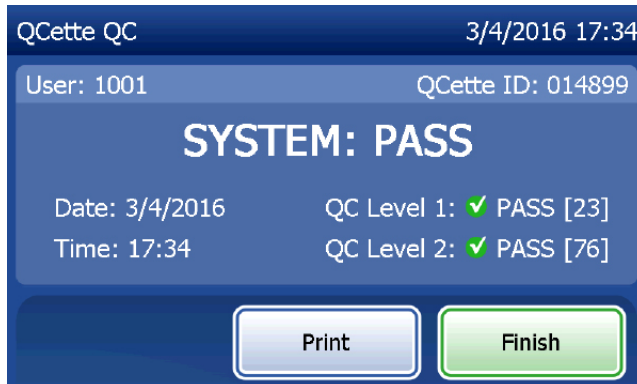 QCette QC 3/4/2016 17:34
User: 1001 QCette ID: 014899
SYSTEM: PASS
Date: 3/4/2016 QC Level 1: PASS [23]
Time: 17:34 QC Level 2: PASS [76]
Print Finish